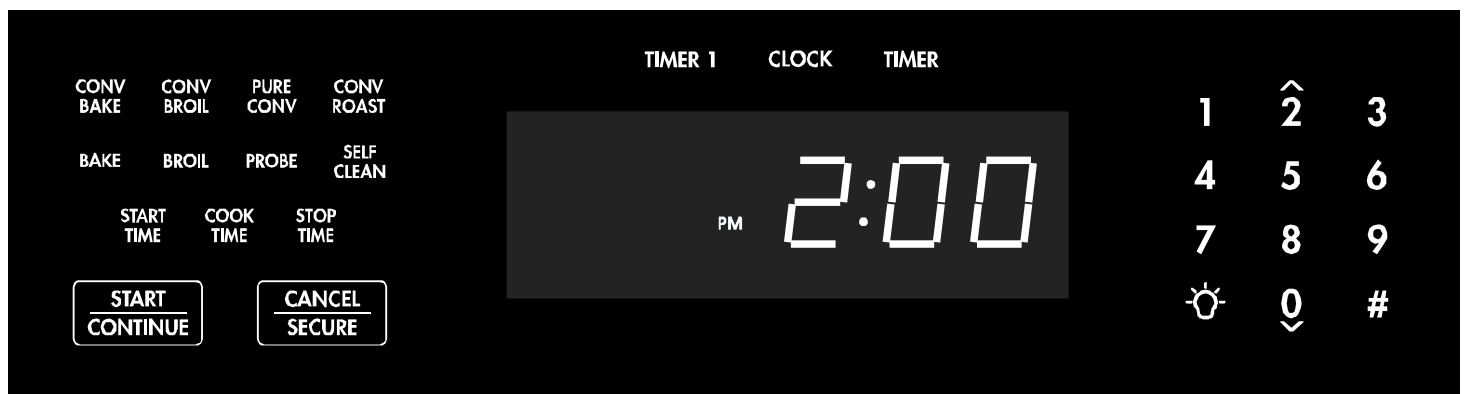 TIMER 1 CLOCK TIMER
CONV BAKE
CONV BROIL
PURE CONV
CONV ROAST
BAKE
BROIL
PROBE
SELF CLEAN
START TIME
COOK TIME
STOP TIME
START
CONTINUE
CANCEL
SECURE
PM 2:00
1 2 3
4 5 6
7 8 9
0 #